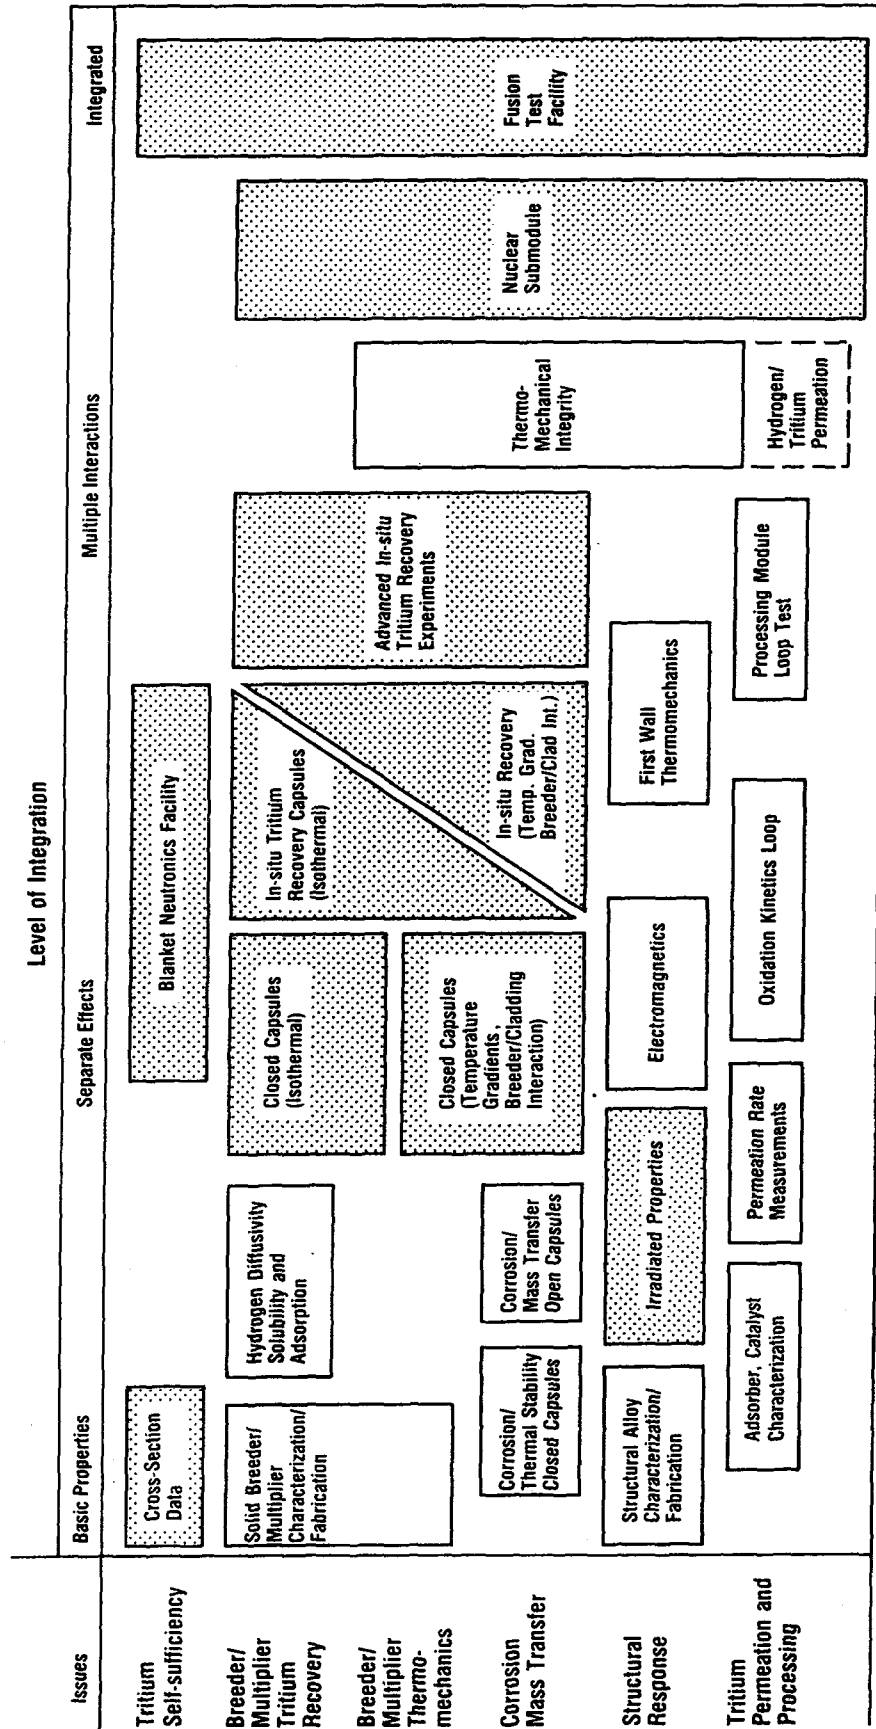 Level of Integration
Issues
Basic Properties
Separate Effects
Multiple Interactions
Integrated
Tritium
Self-sufficiency
Cross-Section
Data
Blanket Neutronics Facility
Breeder/
Multiplier
Tritium
Recovery
Solid Breeder/
Multiplier
Characterization/
Fabrication
Hydrogen Diffusivity
Solubility and
Adsorption
Closed Capsules
(Isothermal)
In-situ Tritium
Recovery Capsules
(Isothermal)
Advanced In-situ
Tritium Recovery
Experiments
Breeder/
Multiplier
Thermo-
mechanics
Closed Capsules
(Temperature
Gradients,
Breeder/Cladding
Interaction)
In-situ Recovery
(Temp. Grad.
Breeder/Clad Int.)
Thermo-
Mechanical
Integrity
Nuclear
Submodule
Fusion
Test
Facility
Corrosion
Mass Transfer
Corrosion/
Thermal Stability
Closed Capsules
Corrosion/
Mass Transfer
Open Capsules
Structural
Response
Structural Alloy
Characterization/
Fabrication
Irradiated Properties
Electromagnetics
First Wall
Thermomechanics
Tritium
Permeation and
Processing
Adsorber, Catalyst
Characterization
Permeation Rate
Measurements
Oxidation Kinetics Loop
Processing Module
Loop Test
Hydrogen/
Tritium
Permeation